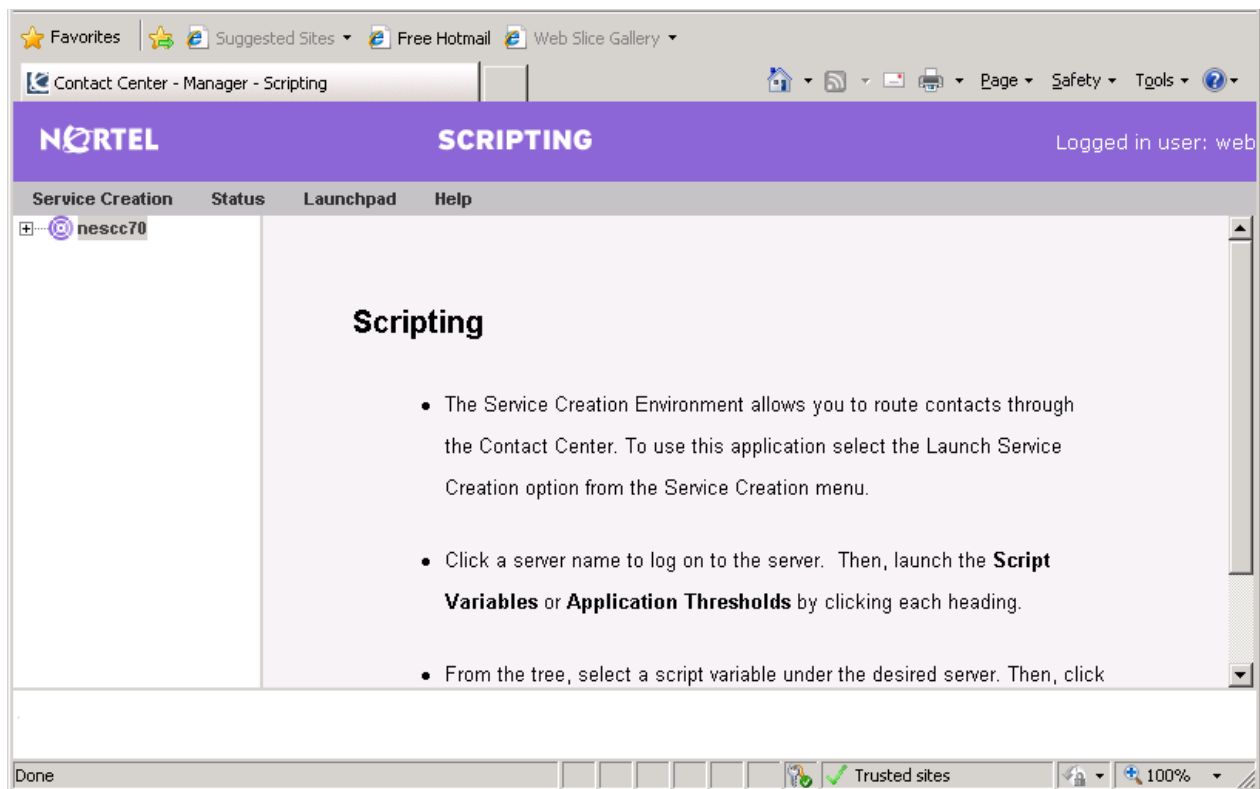 Favorites Suggested Sites Free Hotmail Web Slice Gallery
Contact Center - Manager - Scripting Page Safety Tools
NORTEL SCRIPTING Logged in user: web
Service Creation Status Launchpad Help
nescc70
Scripting
• The Service Creation Environment allows you to route contacts through
the Contact Center. To use this application select the Launch Service
Creation option from the Service Creation menu.
• Click a server name to log on to the server. Then, launch the Script
Variables or Application Thresholds by clicking each heading.
• From the tree, select a script variable under the desired server. Then, click
Done Trusted sites 100%